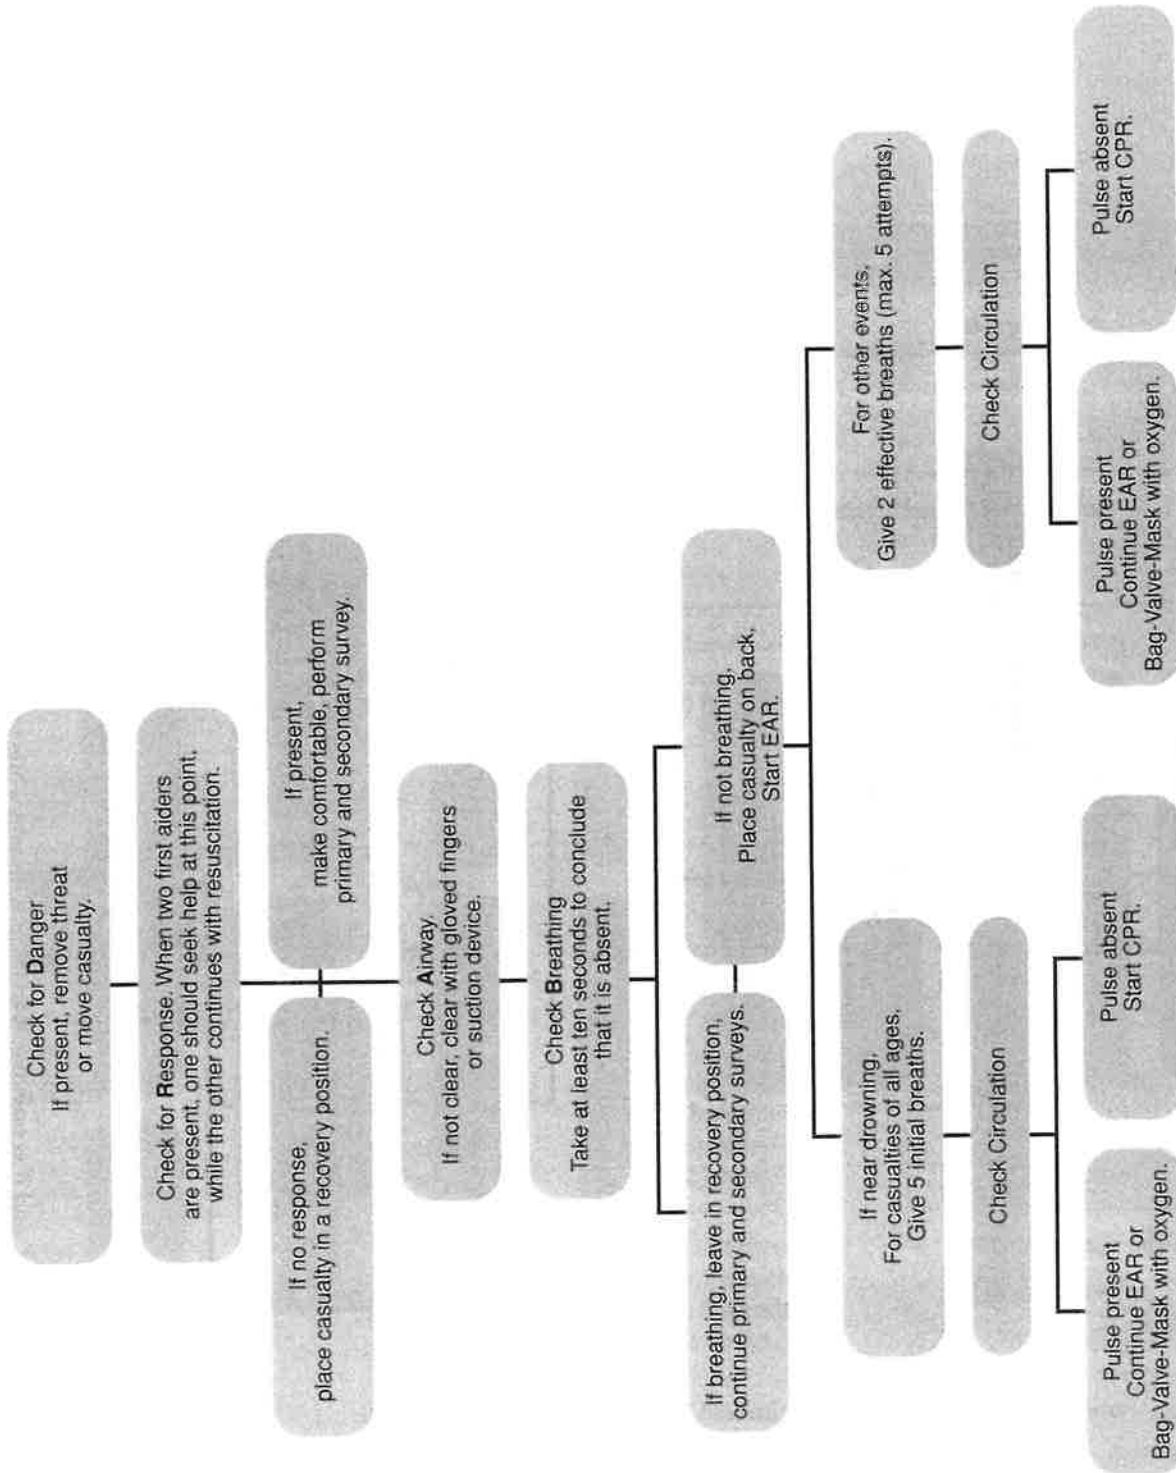 Check for Danger
If present, remove threat
or move casualty.
Check for Response. When two first aiders
are present, one should seek help at this point,
while the other continues with resuscitation.
If no response,
place casualty in a recovery position.
If present,
make comfortable, perform
primary and secondary survey.
Check Airway.
If not clear, clear with gloved fingers
or suction device.
Check Breathing
Take at least ten seconds to conclude
that it is absent.
If breathing, leave in recovery position,
continue primary and secondary surveys.
If not breathing,
Place casualty on back,
Start EAR.
If near drowning,
For casualties of all ages,
Give 5 initial breaths.
Check Circulation
Pulse present
Continue EAR or
Bag-Valve-Mask with oxygen.
Pulse absent
Start CPR.
For other events,
Give 2 effective breaths (max. 5 attempts).
Check Circulation
Pulse present
Continue EAR or
Bag-Valve-Mask with oxygen.
Pulse absent
Start CPR.